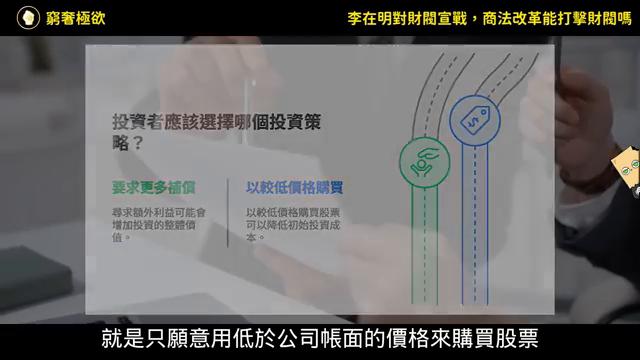 窮奢極欲
李在明對財閥宣戰，商法改革能打擊財閥嗎
投資者應該選擇哪個投資策
略？
要求更多補償
尋求額外利益可能會
增加投資的整體價
值。
以較低價格購買
以較低價格購買股票
可以降低初始投資成
本。
就是只願意用低於公司帳面的價格來購買股票